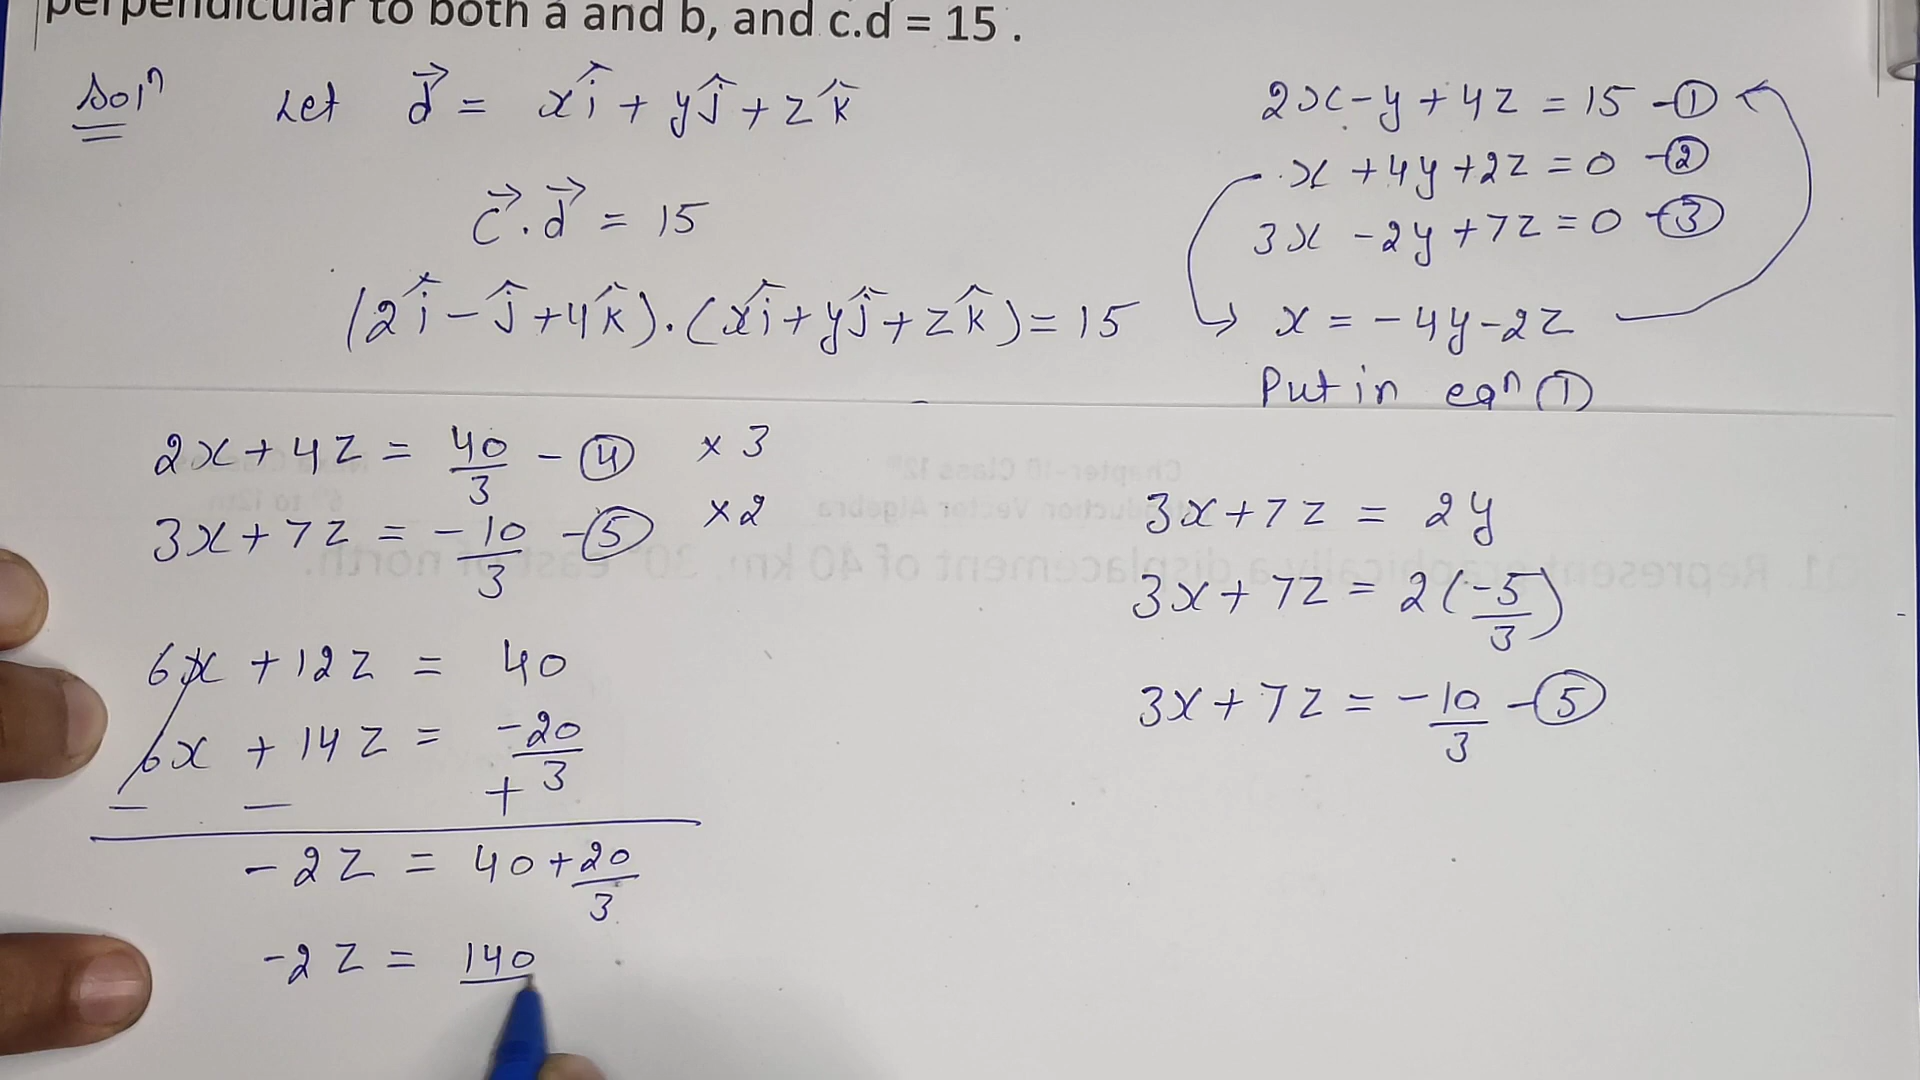 perpendicular to both a and b, and c.d = 15 .
Solⁿ Let d⃗ = xî + yĵ + zk̂
c⃗ . d⃗ = 15
(2î - ĵ + 4k̂) . (xî + yĵ + zk̂) = 15
2x - y + 4z = 15 - ①
x + 4y + 2z = 0 - ②
3x - 2y + 7z = 0 - ③
x = - 4y - 2z
Put in eqⁿ ①
2x + 4z = 40/3 - ④ × 3
3x + 7z = -10/3 - ⑤ × 2
6x + 12z = 40
6x + 14z = -20/3
- - +
- 2z = 40 + 20/3
- 2z = 140
3x + 7z = 2y
3x + 7z = 2(-5/3)
3x + 7z = -10/3 - ⑤